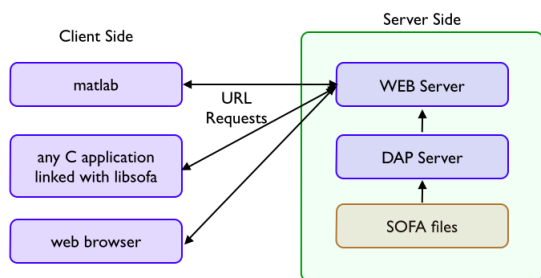 Client Side
Server Side
matlab
WEB Server
URL
Requests
any C application
linked with libsofa
DAP Server
web browser
SOFA files